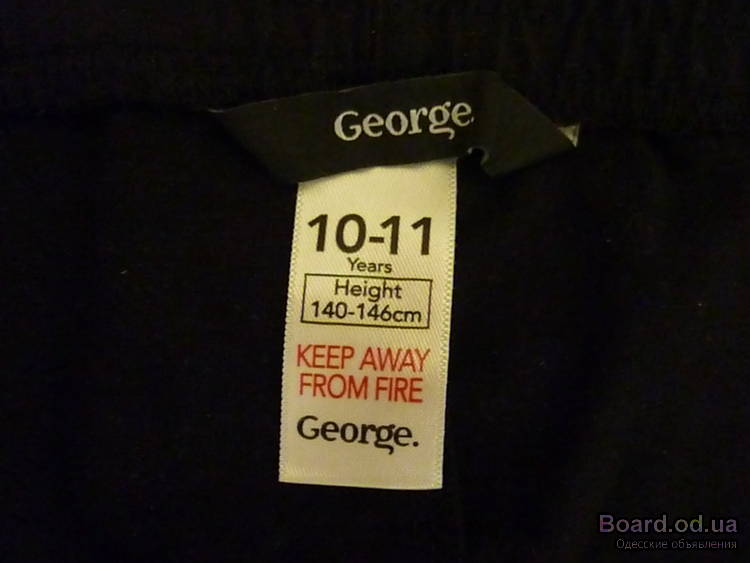 George
10-11
Years
Height
140-146cm
KEEP AWAY
FROM FIRE
George.
Board.od.ua
Одесские объявления